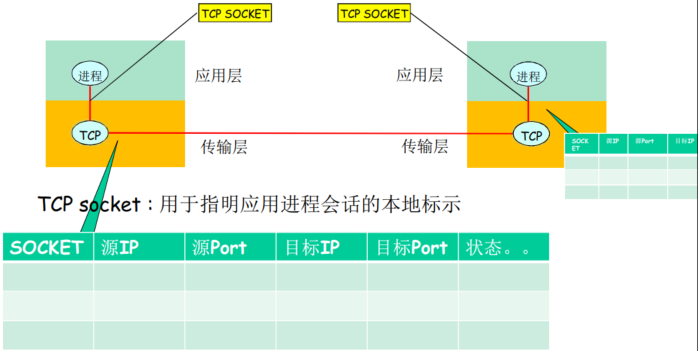 TCP SOCKET
TCP SOCKET
进程
应用层
应用层
进程
TCP
传输层
传输层
TCP
SOCKET
源IP
源Port
目标IP
TCP socket：用于指明应用进程会话的本地标示
SOCKET
源IP
源Port
目标IP
目标Port
状态。。